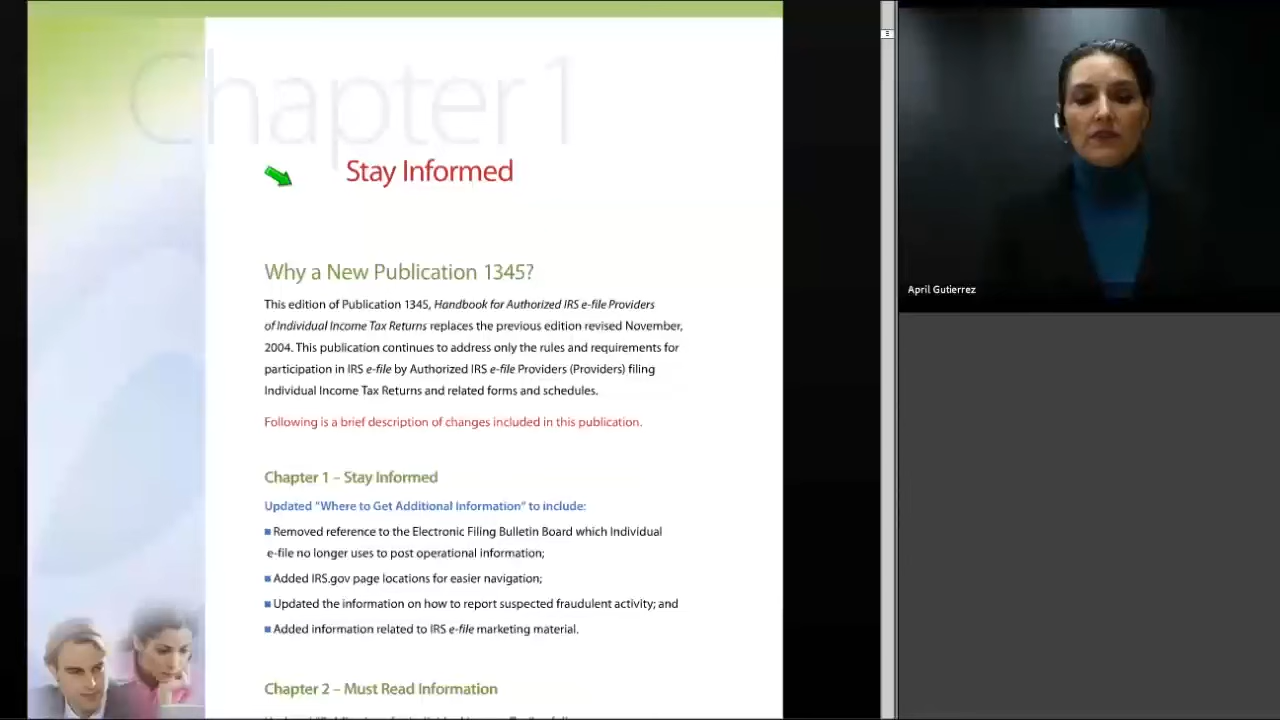 Chapter 1
Stay Informed
Why a New Publication 1345?
This edition of Publication 1345, Handbook for Authorized IRS e-file Providers
of Individual Income Tax Returns replaces the previous edition revised November,
2004. This publication continues to address only the rules and requirements for
participation in IRS e-file by Authorized IRS e-file Providers (Providers) filing
Individual Income Tax Returns and related forms and schedules.
Following is a brief description of changes included in this publication.
Chapter 1 – Stay Informed
Updated "Where to Get Additional Information" to include:
■ Removed reference to the Electronic Filing Bulletin Board which Individual
e-file no longer uses to post operational information;
■ Added IRS.gov page locations for easier navigation;
■ Updated the information on how to report suspected fraudulent activity; and
■ Added information related to IRS e-file marketing material.
Chapter 2 – Must Read Information
April Gutierrez